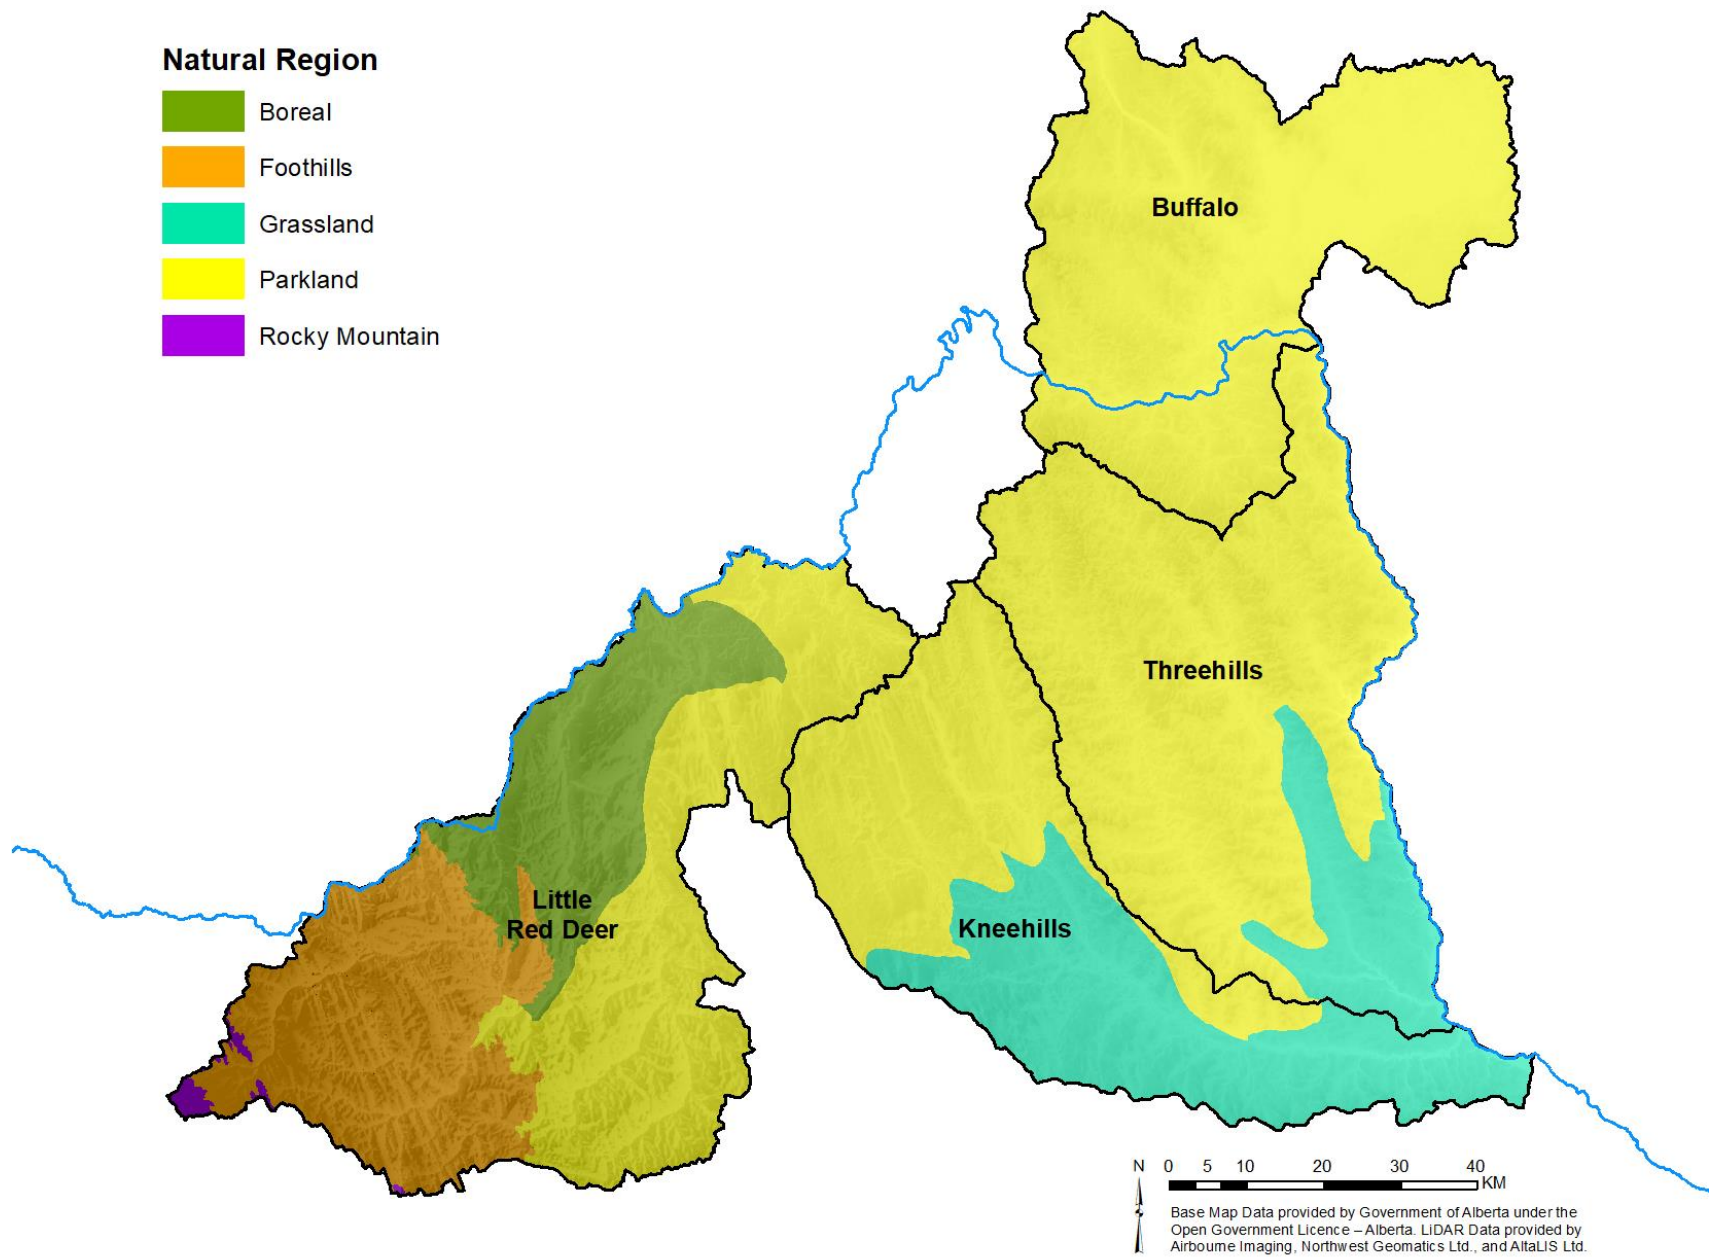 Natural Region
Boreal
Foothills
Grassland
Parkland
Rocky Mountain
Buffalo
Threehills
Little
Red Deer
Kneehills
N 0 5 10 20 30 40
KM
Base Map Data provided by Government of Alberta under the
Open Government Licence – Alberta. LiDAR Data provided by
Airbourne Imaging, Northwest Geomatics Ltd., and AltaLIS Ltd.